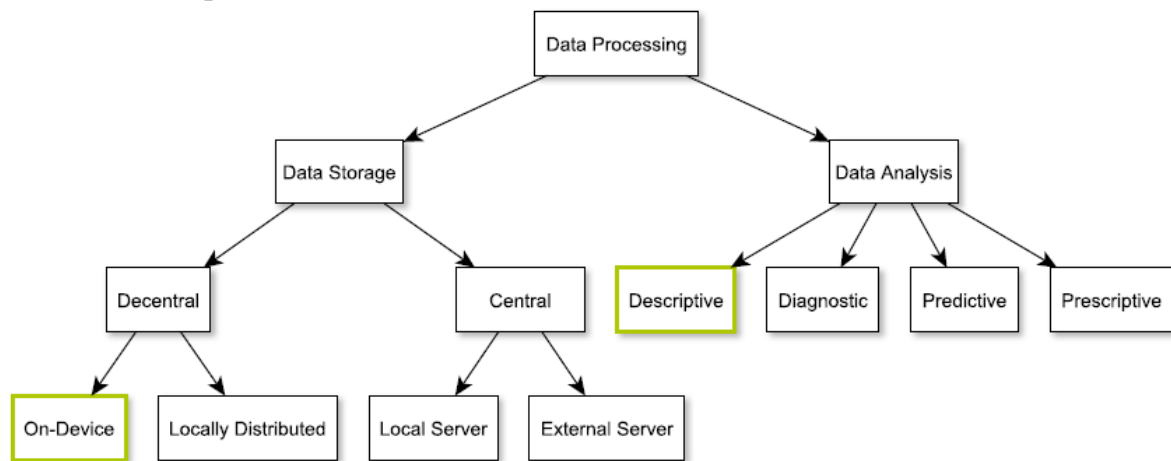 Data Processing
Data Storage
Data Analysis
Decentral
Central
Descriptive
Diagnostic
Predictive
Prescriptive
On-Device
Locally Distributed
Local Server
External Server